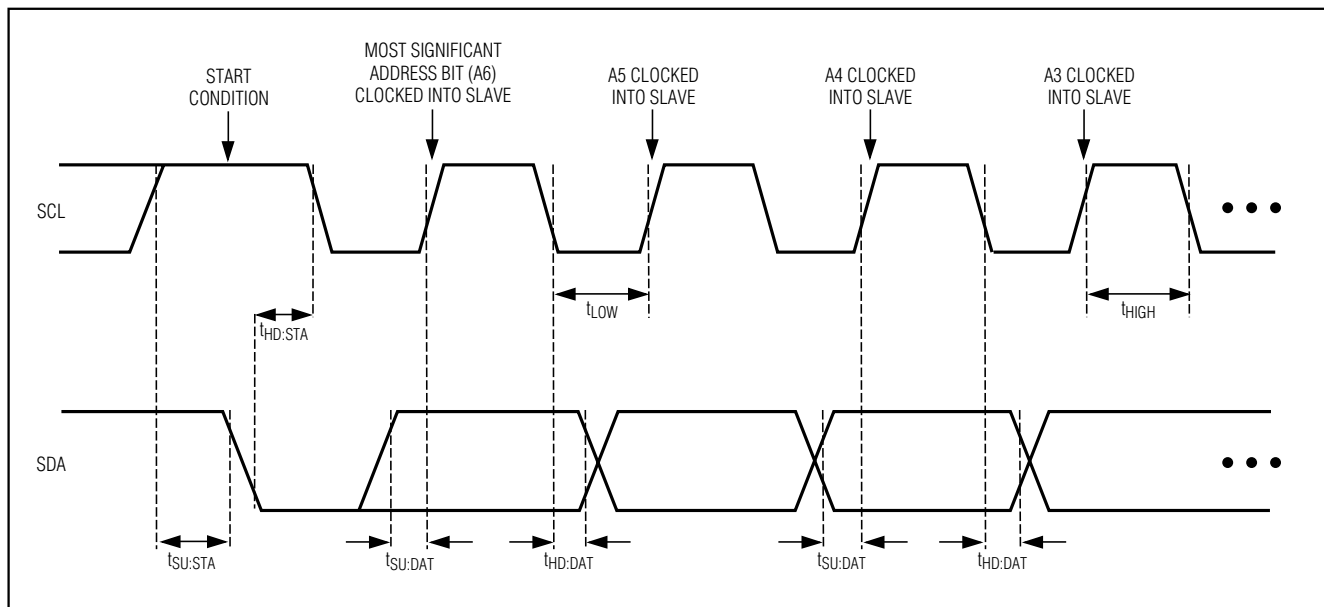 START
CONDITION
MOST SIGNIFICANT
ADDRESS BIT (A6)
CLOCKED INTO SLAVE
A5 CLOCKED
INTO SLAVE
A4 CLOCKED
INTO SLAVE
A3 CLOCKED
INTO SLAVE
SCL
tHD:STA
tLOW
tHIGH
SDA
tSU:STA
tSU:DAT
tHD:DAT
tSU:DAT
tHD:DAT